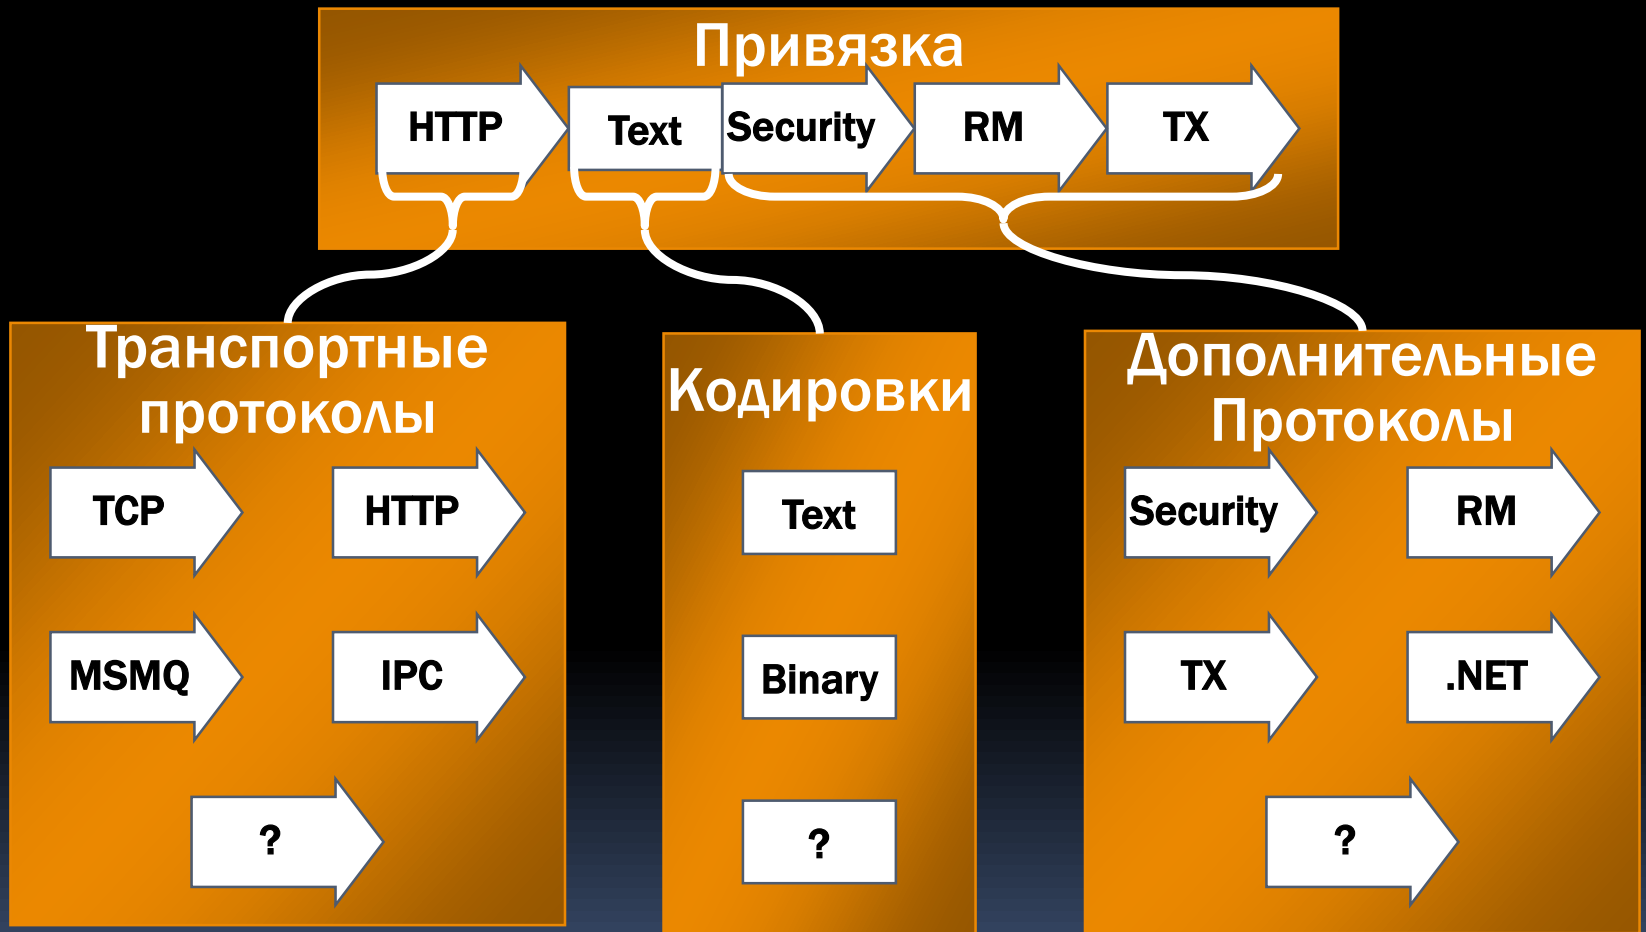 Привязка
HTTP
Text
Security
RM
TX
Транспортные
протоколы
TCP
HTTP
MSMQ
IPC
?
Кодировки
Text
Binary
?
Дополнительные
Протоколы
Security
RM
TX
.NET
?